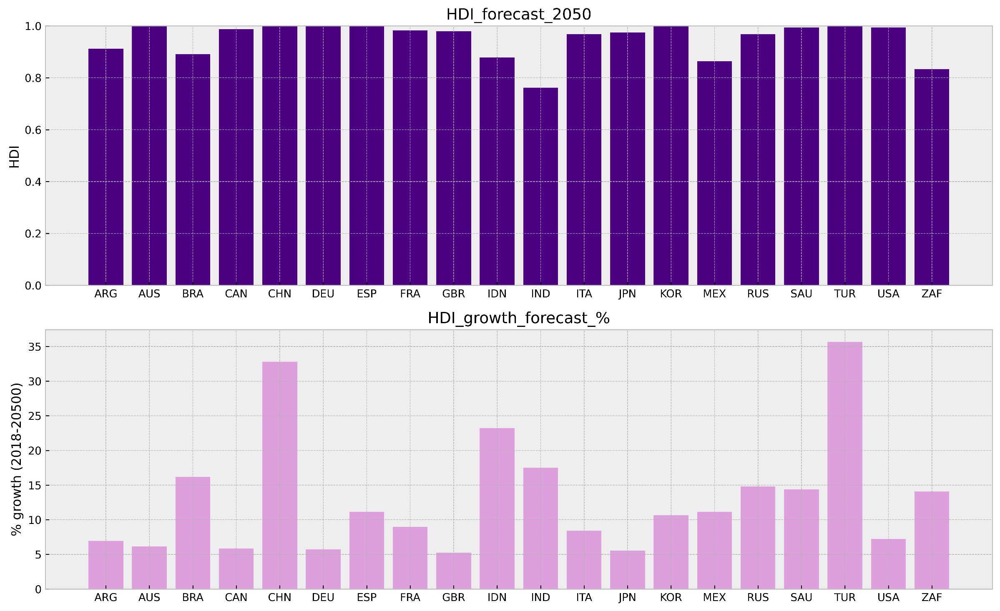 HDI_forecast_2050
1.0
0.8
0.6
0.4
0.2
0.0
HDI
ARG AUS BRA CAN CHN DEU ESP FRA GBR IDN IND ITA JPN KOR MEX RUS SAU TUR USA ZAF
HDI_growth_forecast_%
35
30
25
20
15
10
5
0
% growth (2018-20500)
ARG AUS BRA CAN CHN DEU ESP FRA GBR IDN IND ITA JPN KOR MEX RUS SAU TUR USA ZAF